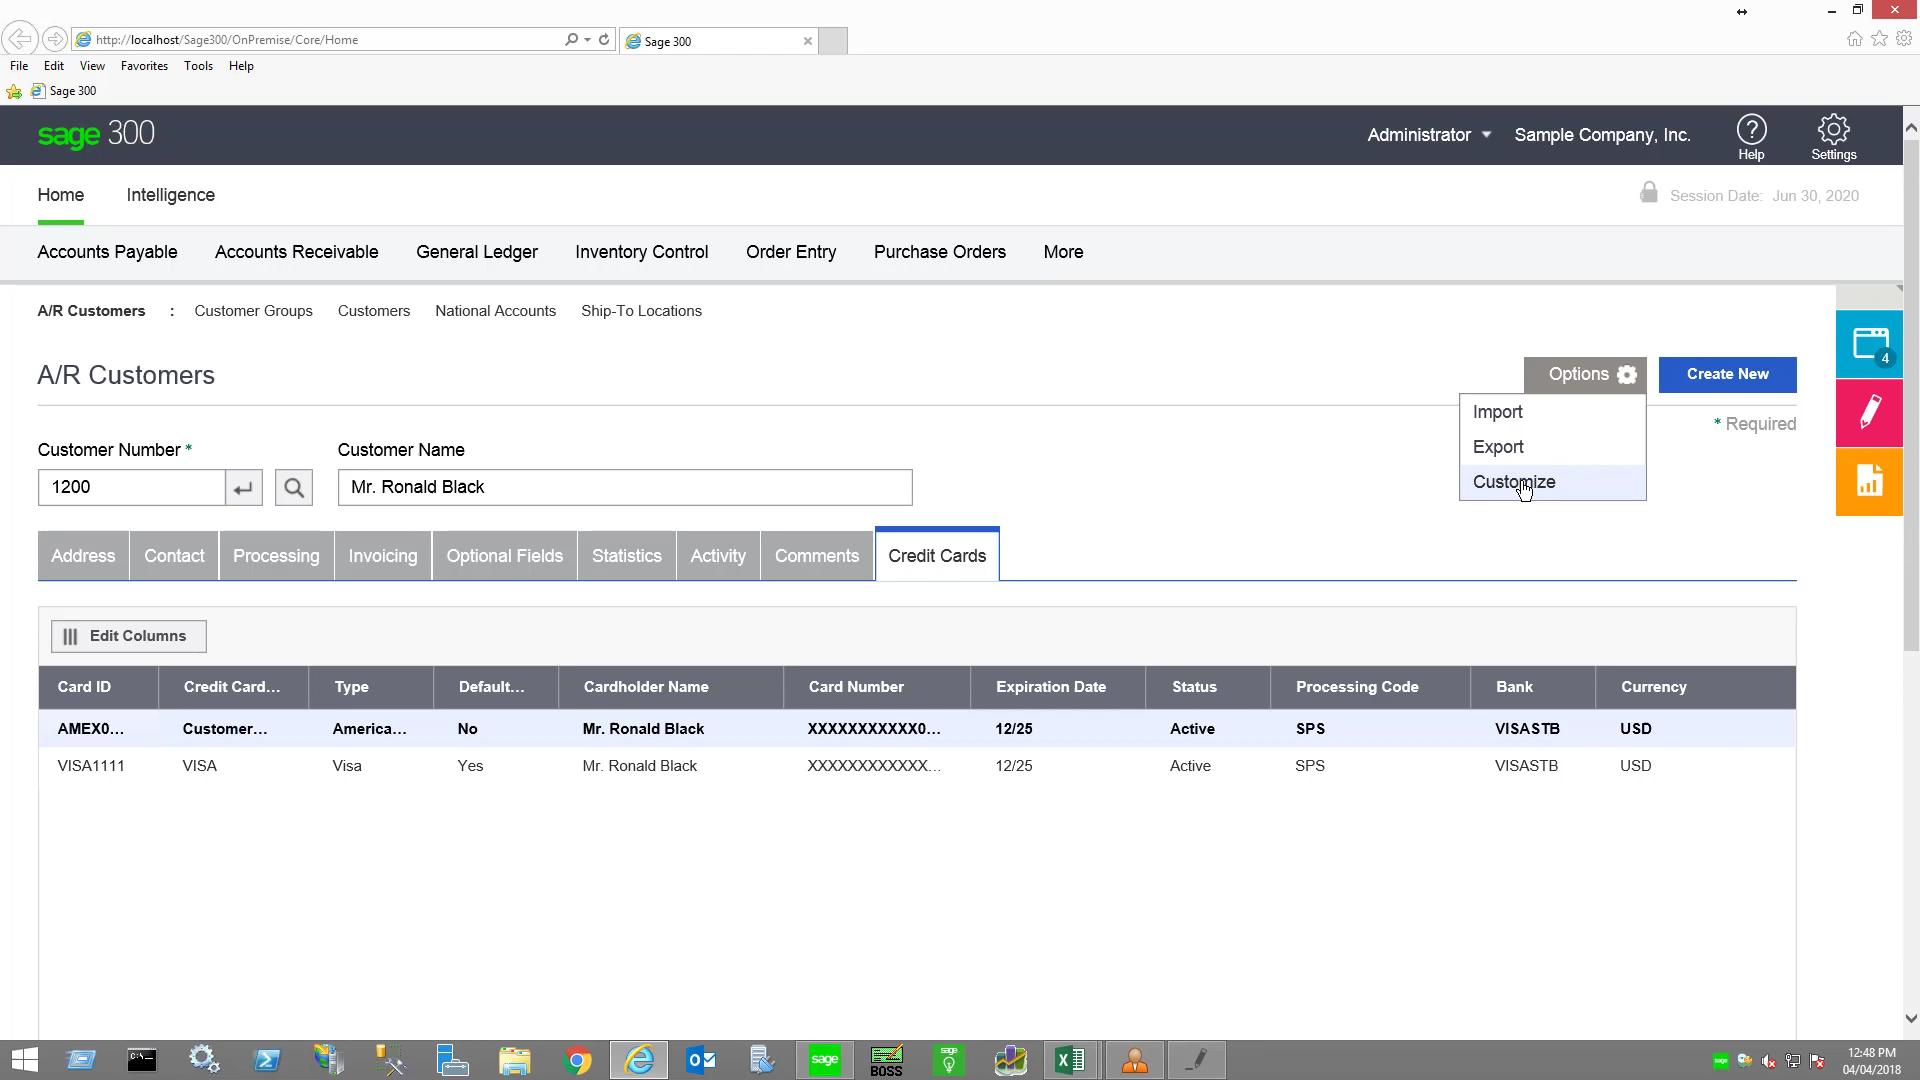 http://localhost/Sage300/OnPremise/Core/Home
Sage 300
File Edit View Favorites Tools Help
Sage 300
sage 300
Administrator Sample Company, Inc. Help Settings
Home Intelligence
Session Date: Jun 30, 2020
Accounts Payable Accounts Receivable General Ledger Inventory Control Order Entry Purchase Orders More
A/R Customers : Customer Groups Customers National Accounts Ship-To Locations
4
A/R Customers
Options Create New
Import
* Required
Export
Customize
Customer Number * Customer Name
1200 Mr. Ronald Black
Address Contact Processing Invoicing Optional Fields Statistics Activity Comments Credit Cards
Edit Columns
Card ID Credit Card... Type Default... Cardholder Name Card Number Expiration Date Status Processing Code Bank Currency
AMEX0... Customer... America... No Mr. Ronald Black XXXXXXXXXXX0... 12/25 Active SPS VISASTB USD
VISA1111 VISA Visa Yes Mr. Ronald Black XXXXXXXXXXXX... 12/25 Active SPS VISASTB USD
sage
BOSS
sage
12:48 PM
04/04/2018